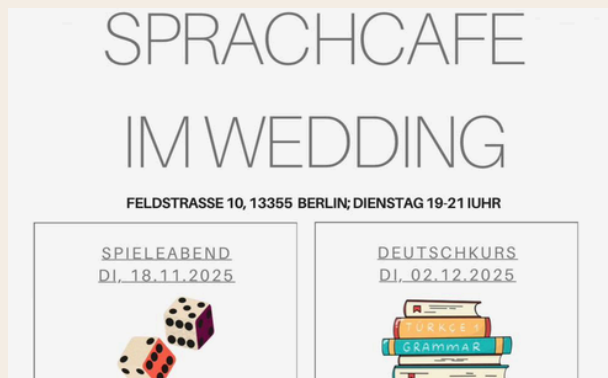 SPRACHCAFE
IM WEDDING
FELDSTRASSE 10, 13355 BERLIN; DIENSTAG 19-21 IUHR
SPIELEABEND
DI, 18.11.2025
DEUTSCHKURS
DI, 02.12.2025
TÜRKÇE
GRAMMAR